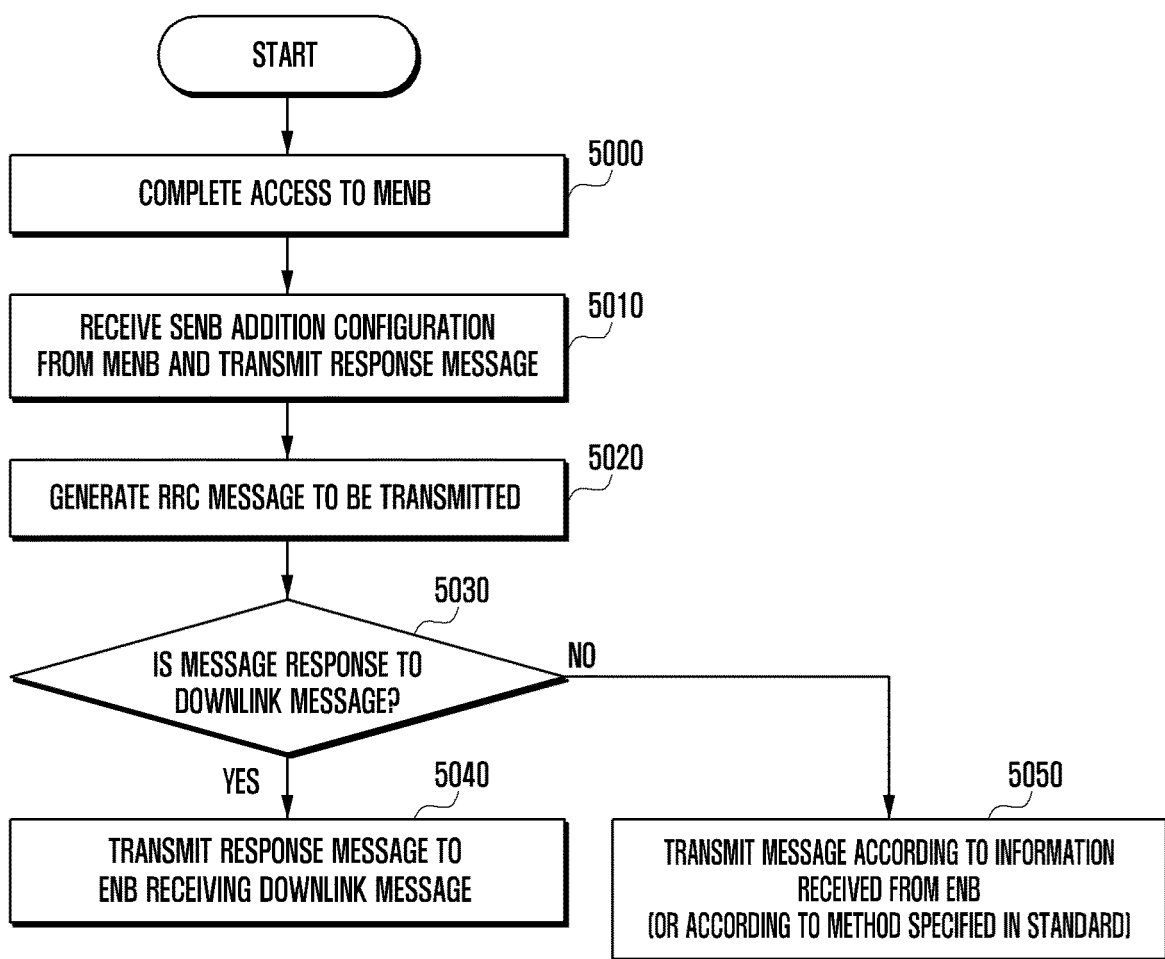 START
5000
COMPLETE ACCESS TO MENB
5010
RECEIVE SENB ADDITION CONFIGURATION
FROM MENB AND TRANSMIT RESPONSE MESSAGE
5020
GENERATE RRC MESSAGE TO BE TRANSMITTED
5030
IS MESSAGE RESPONSE TO
DOWNLINK MESSAGE?
NO
YES
5040
TRANSMIT RESPONSE MESSAGE TO
ENB RECEIVING DOWNLINK MESSAGE
5050
TRANSMIT MESSAGE ACCORDING TO INFORMATION
RECEIVED FROM ENB
(OR ACCORDING TO METHOD SPECIFIED IN STANDARD)